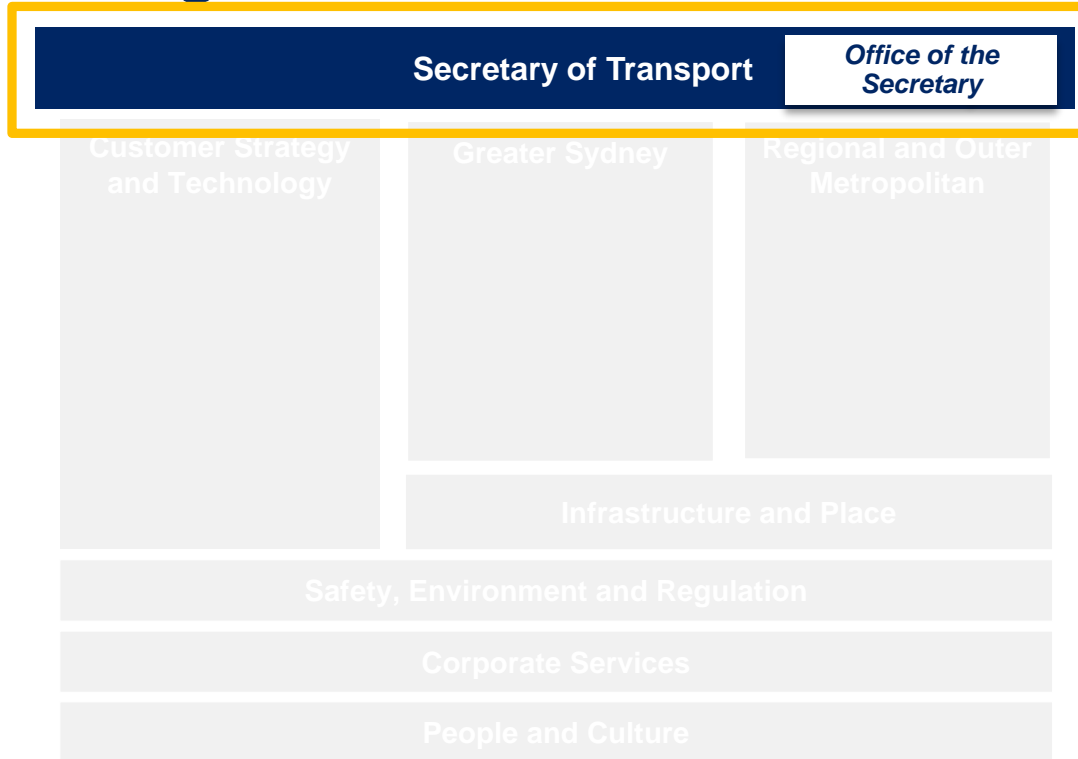 Secretary of Transport
Office of the
Secretary
Customer Strategy
and Technology
Greater Sydney
Regional and Outer
Metropolitan
Infrastructure and Place
Safety, Environment and Regulation
Corporate Services
People and Culture